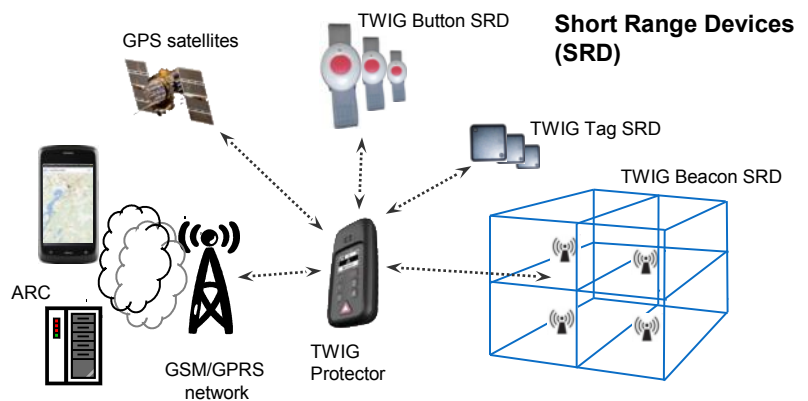 TWIG Button SRD
Short Range Devices
(SRD)
GPS satellites
TWIG Tag SRD
TWIG Beacon SRD
ARC
GSM/GPRS
network
TWIG
Protector